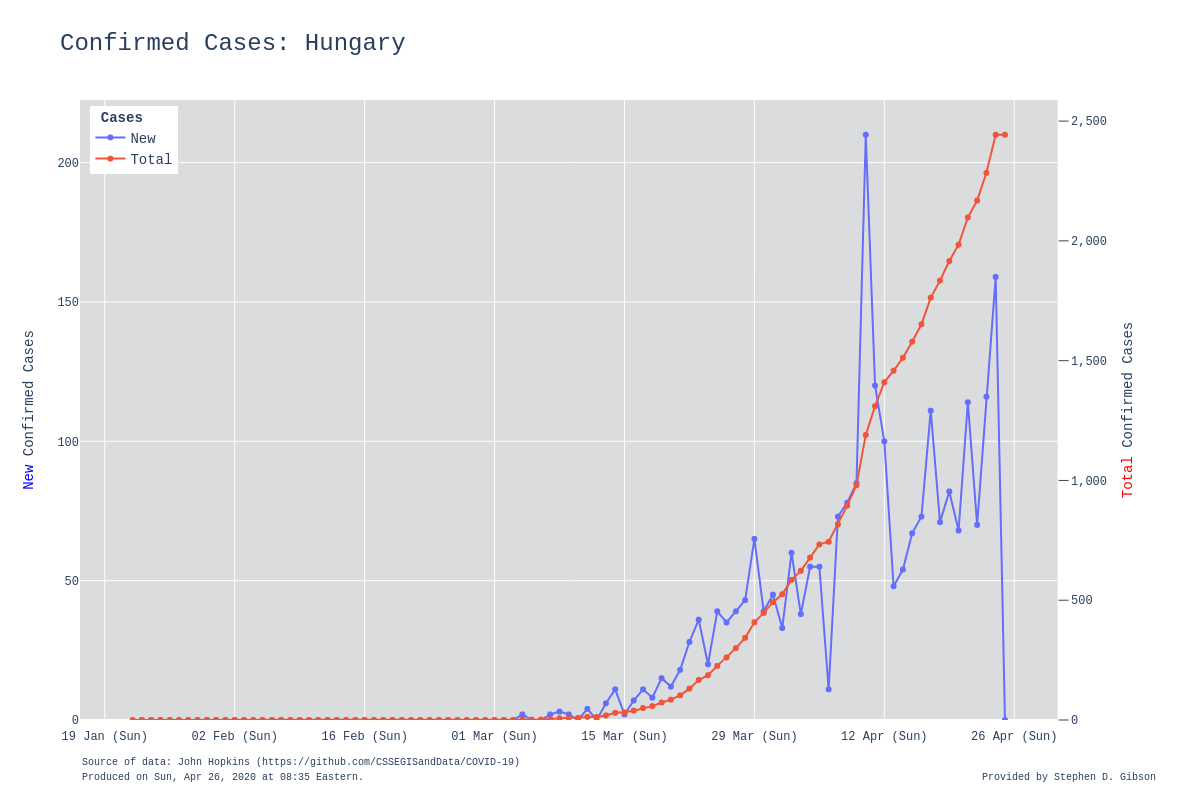 Confirmed Cases: Hungary
Cases
New
Total
200
150
100
50
0
New Confirmed Cases
2,500
2,000
1,500
1,000
500
0
Total Confirmed Cases
19 Jan (Sun)
02 Feb (Sun)
16 Feb (Sun)
01 Mar (Sun)
15 Mar (Sun)
29 Mar (Sun)
12 Apr (Sun)
26 Apr (Sun)
Source of data: John Hopkins (https://github.com/CSSEGISandData/COVID-19)
Produced on Sun, Apr 26, 2020 at 08:35 Eastern.
Provided by Stephen D. Gibson